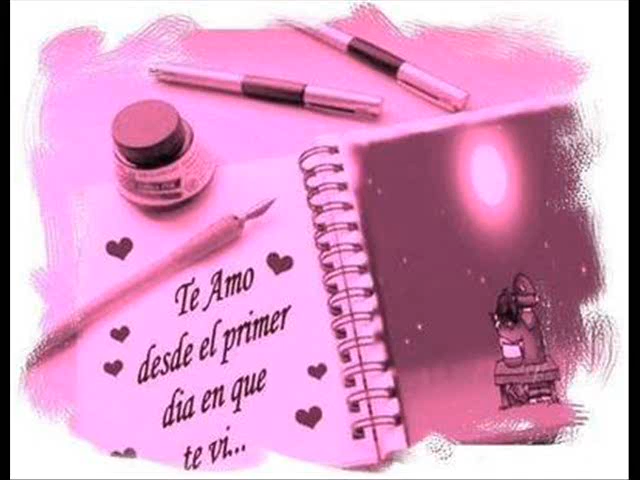 Te Amo
desde el primer
dia en que
te vi...